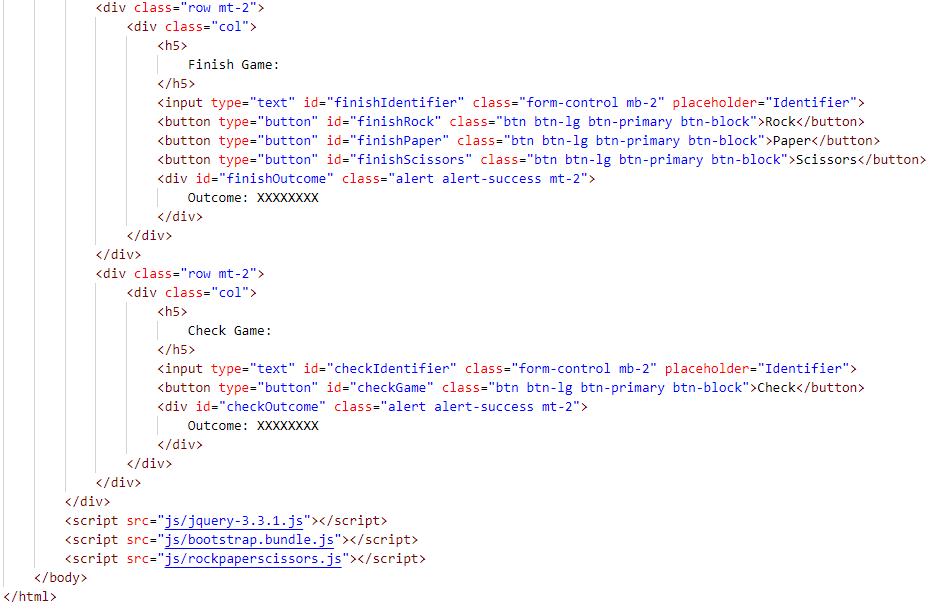 <div class="row mt-2">
<div class="col">
<h5>
Finish Game:
</h5>
<input type="text" id="finishIdentifier" class="form-control mb-2" placeholder="Identifier">
<button type="button" id="finishRock" class="btn btn-lg btn-primary btn-block">Rock</button>
<button type="button" id="finishPaper" class="btn btn-lg btn-primary btn-block">Paper</button>
<button type="button" id="finishScissors" class="btn btn-lg btn-primary btn-block">Scissors</button>
<div id="finishOutcome" class="alert alert-success mt-2">
Outcome: XXXXXXXX
</div>
</div>
</div>
<div class="row mt-2">
<div class="col">
<h5>
Check Game:
</h5>
<input type="text" id="checkIdentifier" class="form-control mb-2" placeholder="Identifier">
<button type="button" id="checkGame" class="btn btn-lg btn-primary btn-block">Check</button>
<div id="checkOutcome" class="alert alert-success mt-2">
Outcome: XXXXXXXX
</div>
</div>
</div>
</div>
<script src="js/jquery-3.3.1.js"></script>
<script src="js/bootstrap.bundle.js"></script>
<script src="js/rockpaperscissors.js"></script>
</body>
</html>